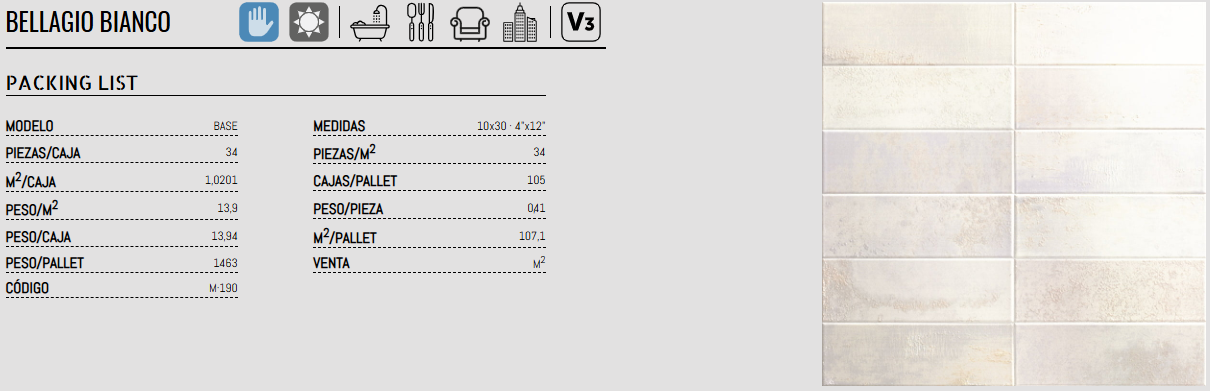 BELLAGIO BIANCO
V3
PACKING LIST
MODELO BASE
PIEZAS/CAJA 34
M²/CAJA 1,0201
PESO/M² 13,9
PESO/CAJA 13,94
PESO/PALLET 1463
CÓDIGO M-190
MEDIDAS 10x30 · 4"x12"
PIEZAS/M² 34
CAJAS/PALLET 105
PESO/PIEZA 0,41
M²/PALLET 107,1
VENTA M²